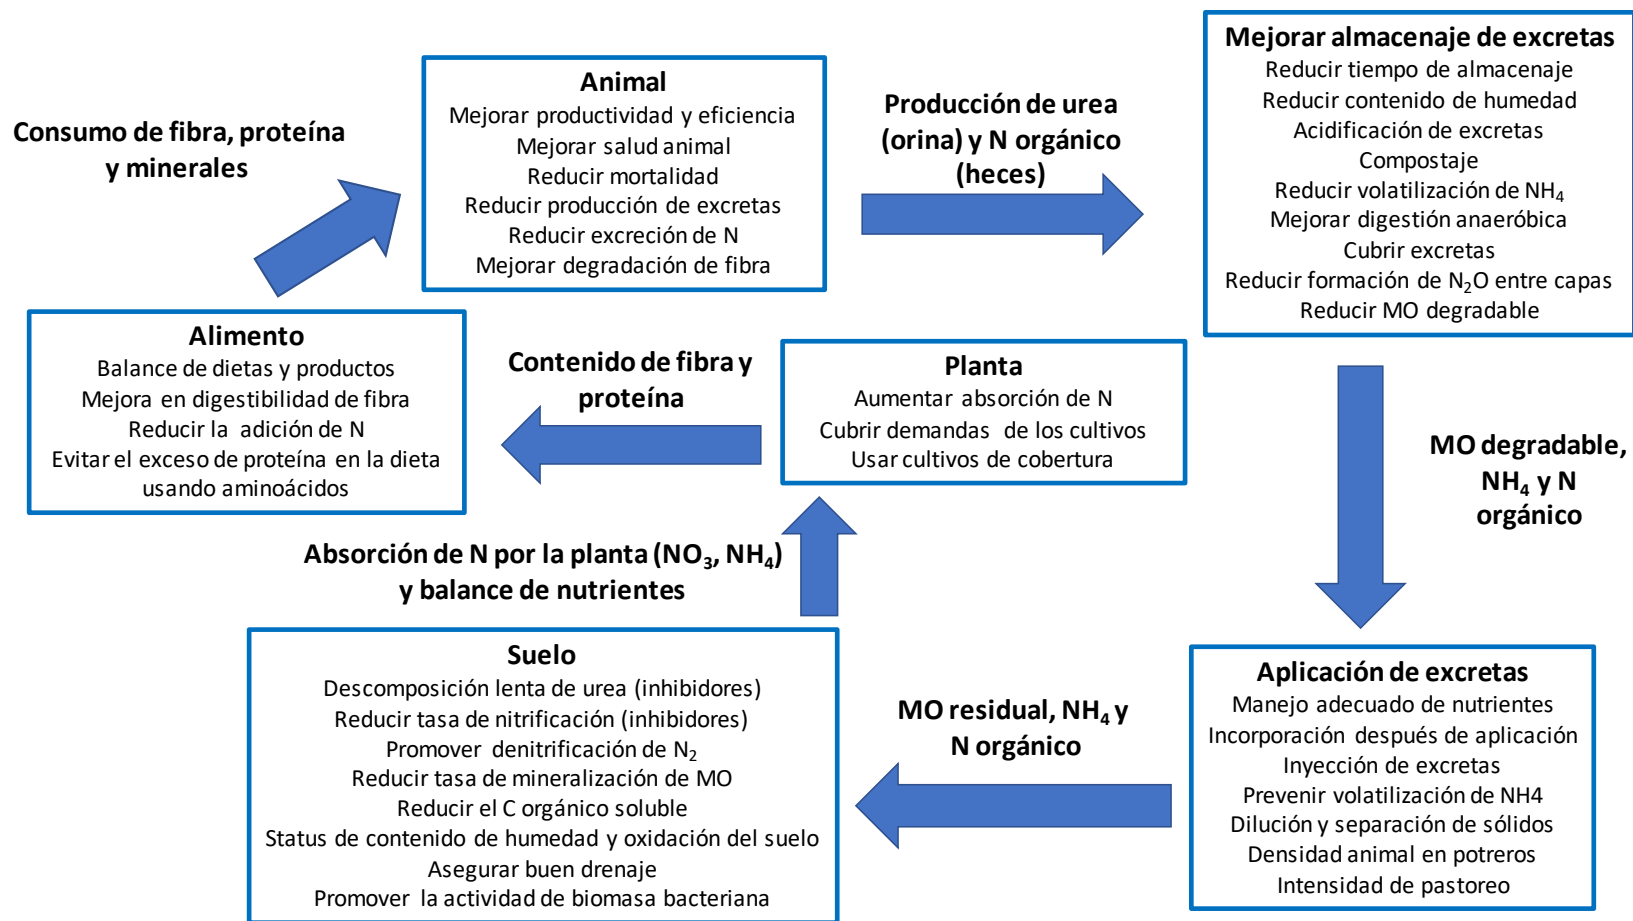 Consumo de fibra, proteína
y minerales
Animal
Mejorar productividad y eficiencia
Mejorar salud animal
Reducir mortalidad
Reducir producción de excretas
Reducir excreción de N
Mejorar degradación de fibra
Producción de urea
(orina) y N orgánico
(heces)
Mejorar almacenaje de excretas
Reducir tiempo de almacenaje
Reducir contenido de humedad
Acidificación de excretas
Compostaje
Reducir volatilización de NH₄
Mejorar digestión anaeróbica
Cubrir excretas
Reducir formación de N₂O entre capas
Reducir MO degradable
Alimento
Balance de dietas y productos
Mejora en digestibilidad de fibra
Reducir la adición de N
Evitar el exceso de proteína en la dieta
usando aminoácidos
Contenido de fibra y
proteína
Planta
Aumentar absorción de N
Cubrir demandas de los cultivos
Usar cultivos de cobertura
MO degradable,
NH₄ y N
orgánico
Absorción de N por la planta (NO₃, NH₄)
y balance de nutrientes
Suelo
Descomposición lenta de urea (inhibidores)
Reducir tasa de nitrificación (inhibidores)
Promover denitrificación de N₂
Reducir tasa de mineralización de MO
Reducir el C orgánico soluble
Status de contenido de humedad y oxidación del suelo
Asegurar buen drenaje
Promover la actividad de biomasa bacteriana
MO residual, NH₄ y
N orgánico
Aplicación de excretas
Manejo adecuado de nutrientes
Incorporación después de aplicación
Inyección de excretas
Prevenir volatilización de NH4
Dilución y separación de sólidos
Densidad animal en potreros
Intensidad de pastoreo